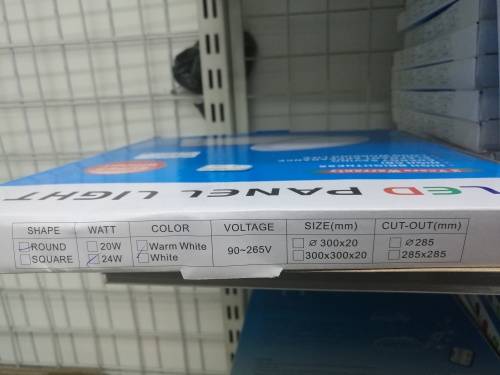 LED PANEL LIGHT
SHAPE WATT COLOR VOLTAGE SIZE(mm) CUT-OUT(mm)
ROUND 20W Warm White 90~265V Ø 300x20 Ø 285
SQUARE 24W White 300x300x20 285x285